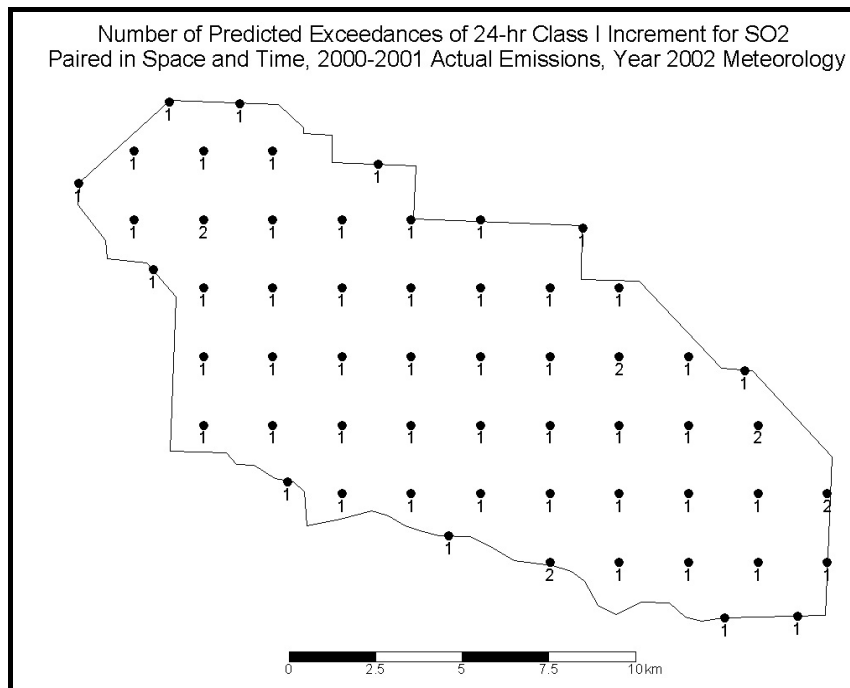 Number of Predicted Exceedances of 24-hr Class I Increment for SO2
Paired in Space and Time, 2000-2001 Actual Emissions, Year 2002 Meteorology
1 1
1 1 1 1
1
1 2 1 1 1 1 1
1
1 1 1 1 1 1 1
1 1 1 1 1 1 2 1 1
1 1 1 1 1 1 1 1 2
1
1 1 1 1 1 1 1 2
1
2 1 1 1 1
1 1
0 2.5 5 7.5 10 km